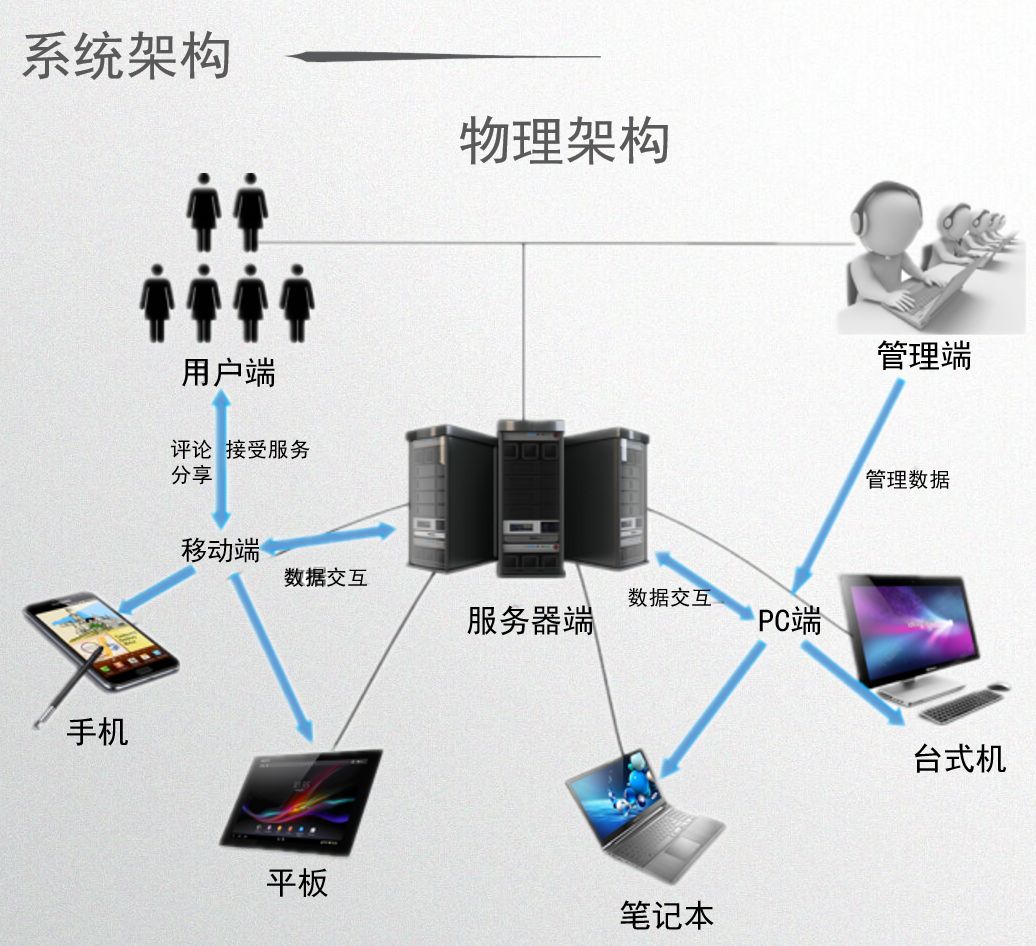 系统架构
物理架构
用户端
管理端
评论 接受服务
分享
管理数据
移动端
数据交互
数据交互
服务器端
PC端
手机
台式机
平板
笔记本